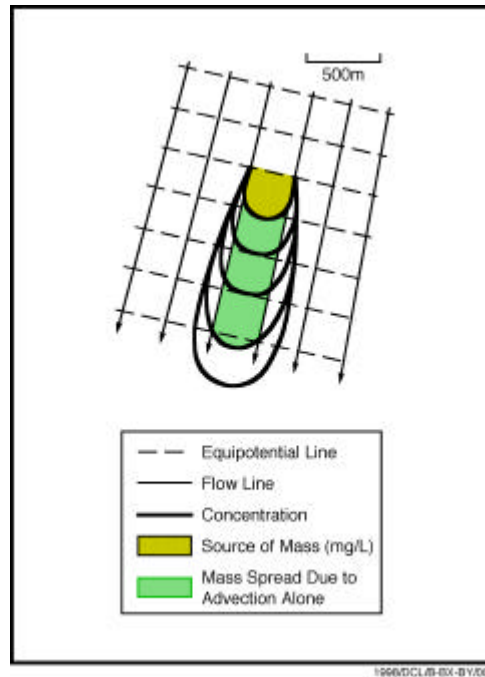 500m
Equipotential Line
Flow Line
Concentration
Source of Mass (mg/L)
Mass Spread Due to
Advection Alone